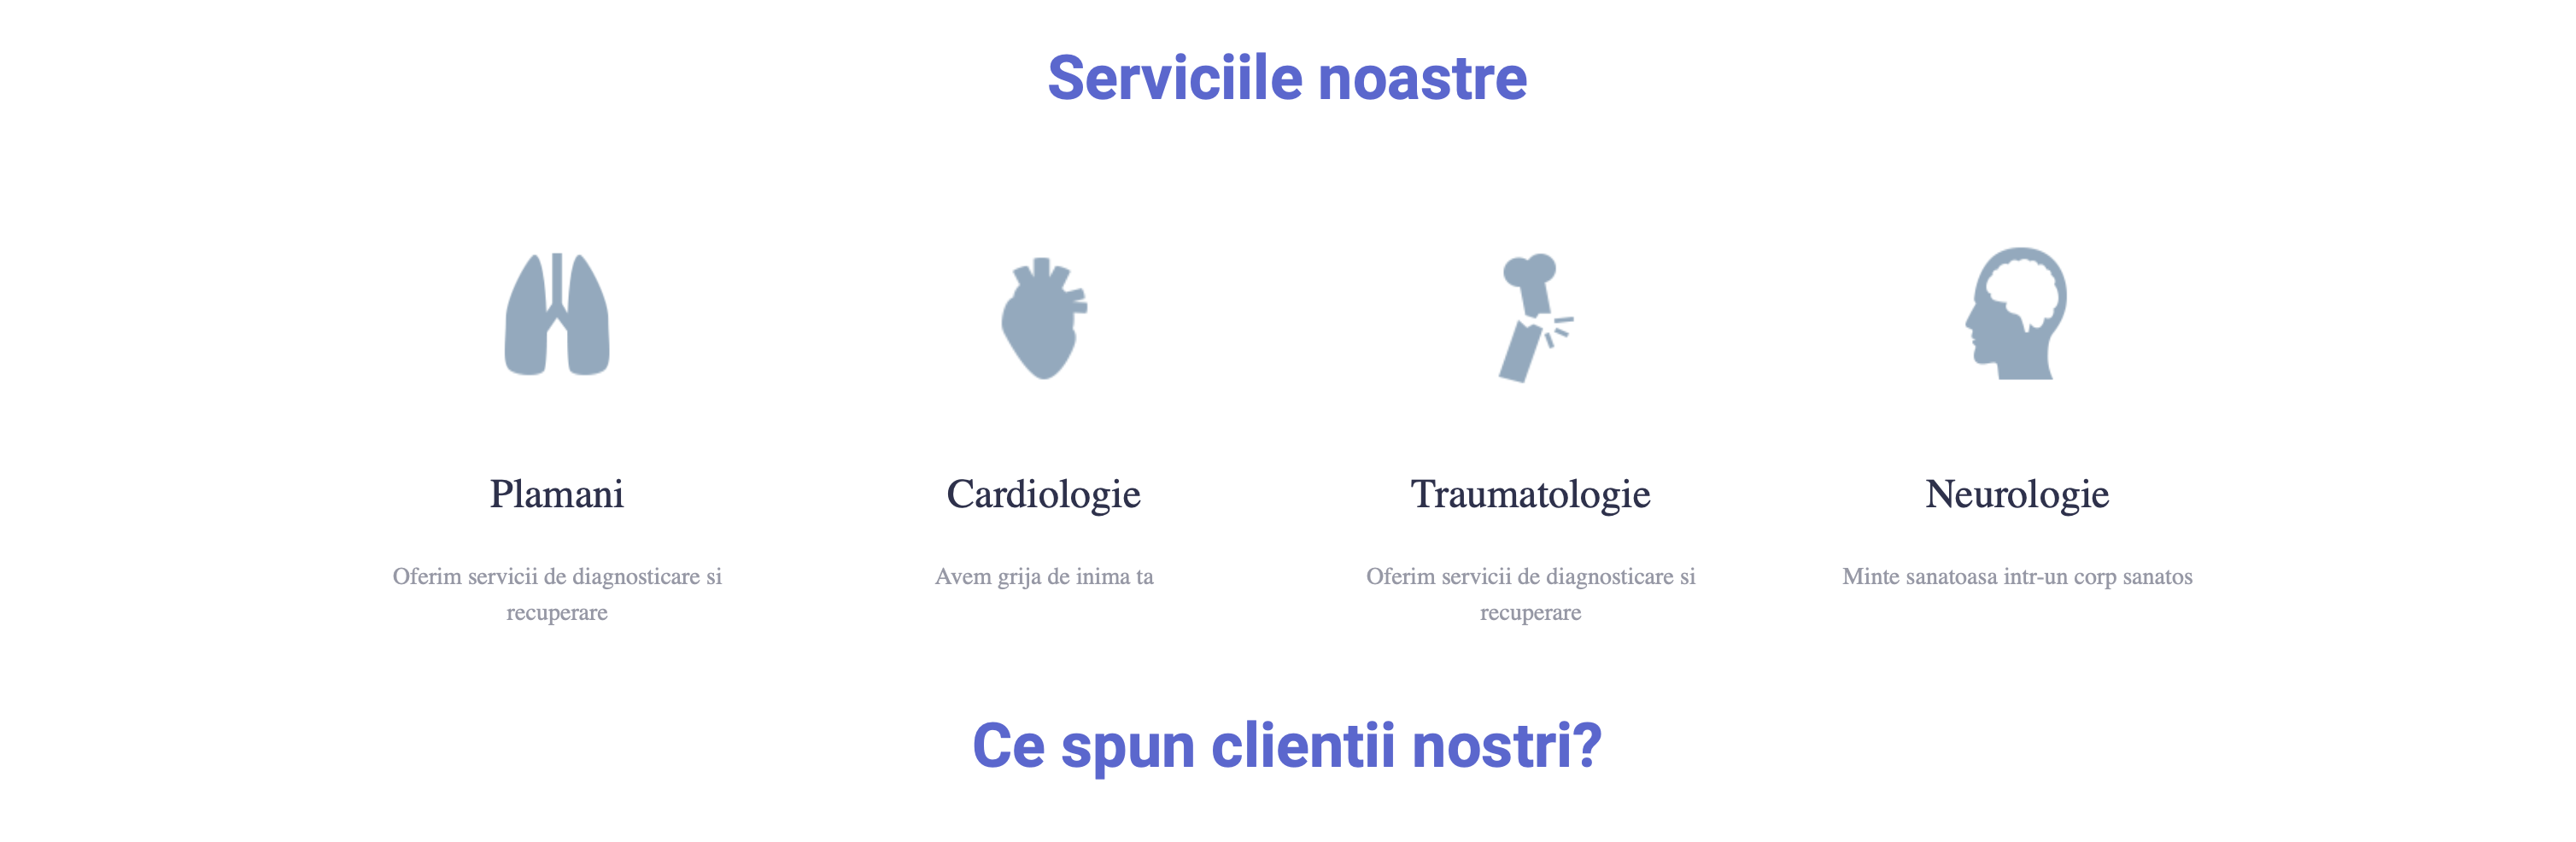 Serviciile noastre
Plamani
Cardiologie
Traumatologie
Neurologie
Oferim servicii de diagnosticare si
recuperare
Avem grija de inima ta
Oferim servicii de diagnosticare si
recuperare
Minte sanatoasa intr-un corp sanatos
Ce spun clientii nostri?